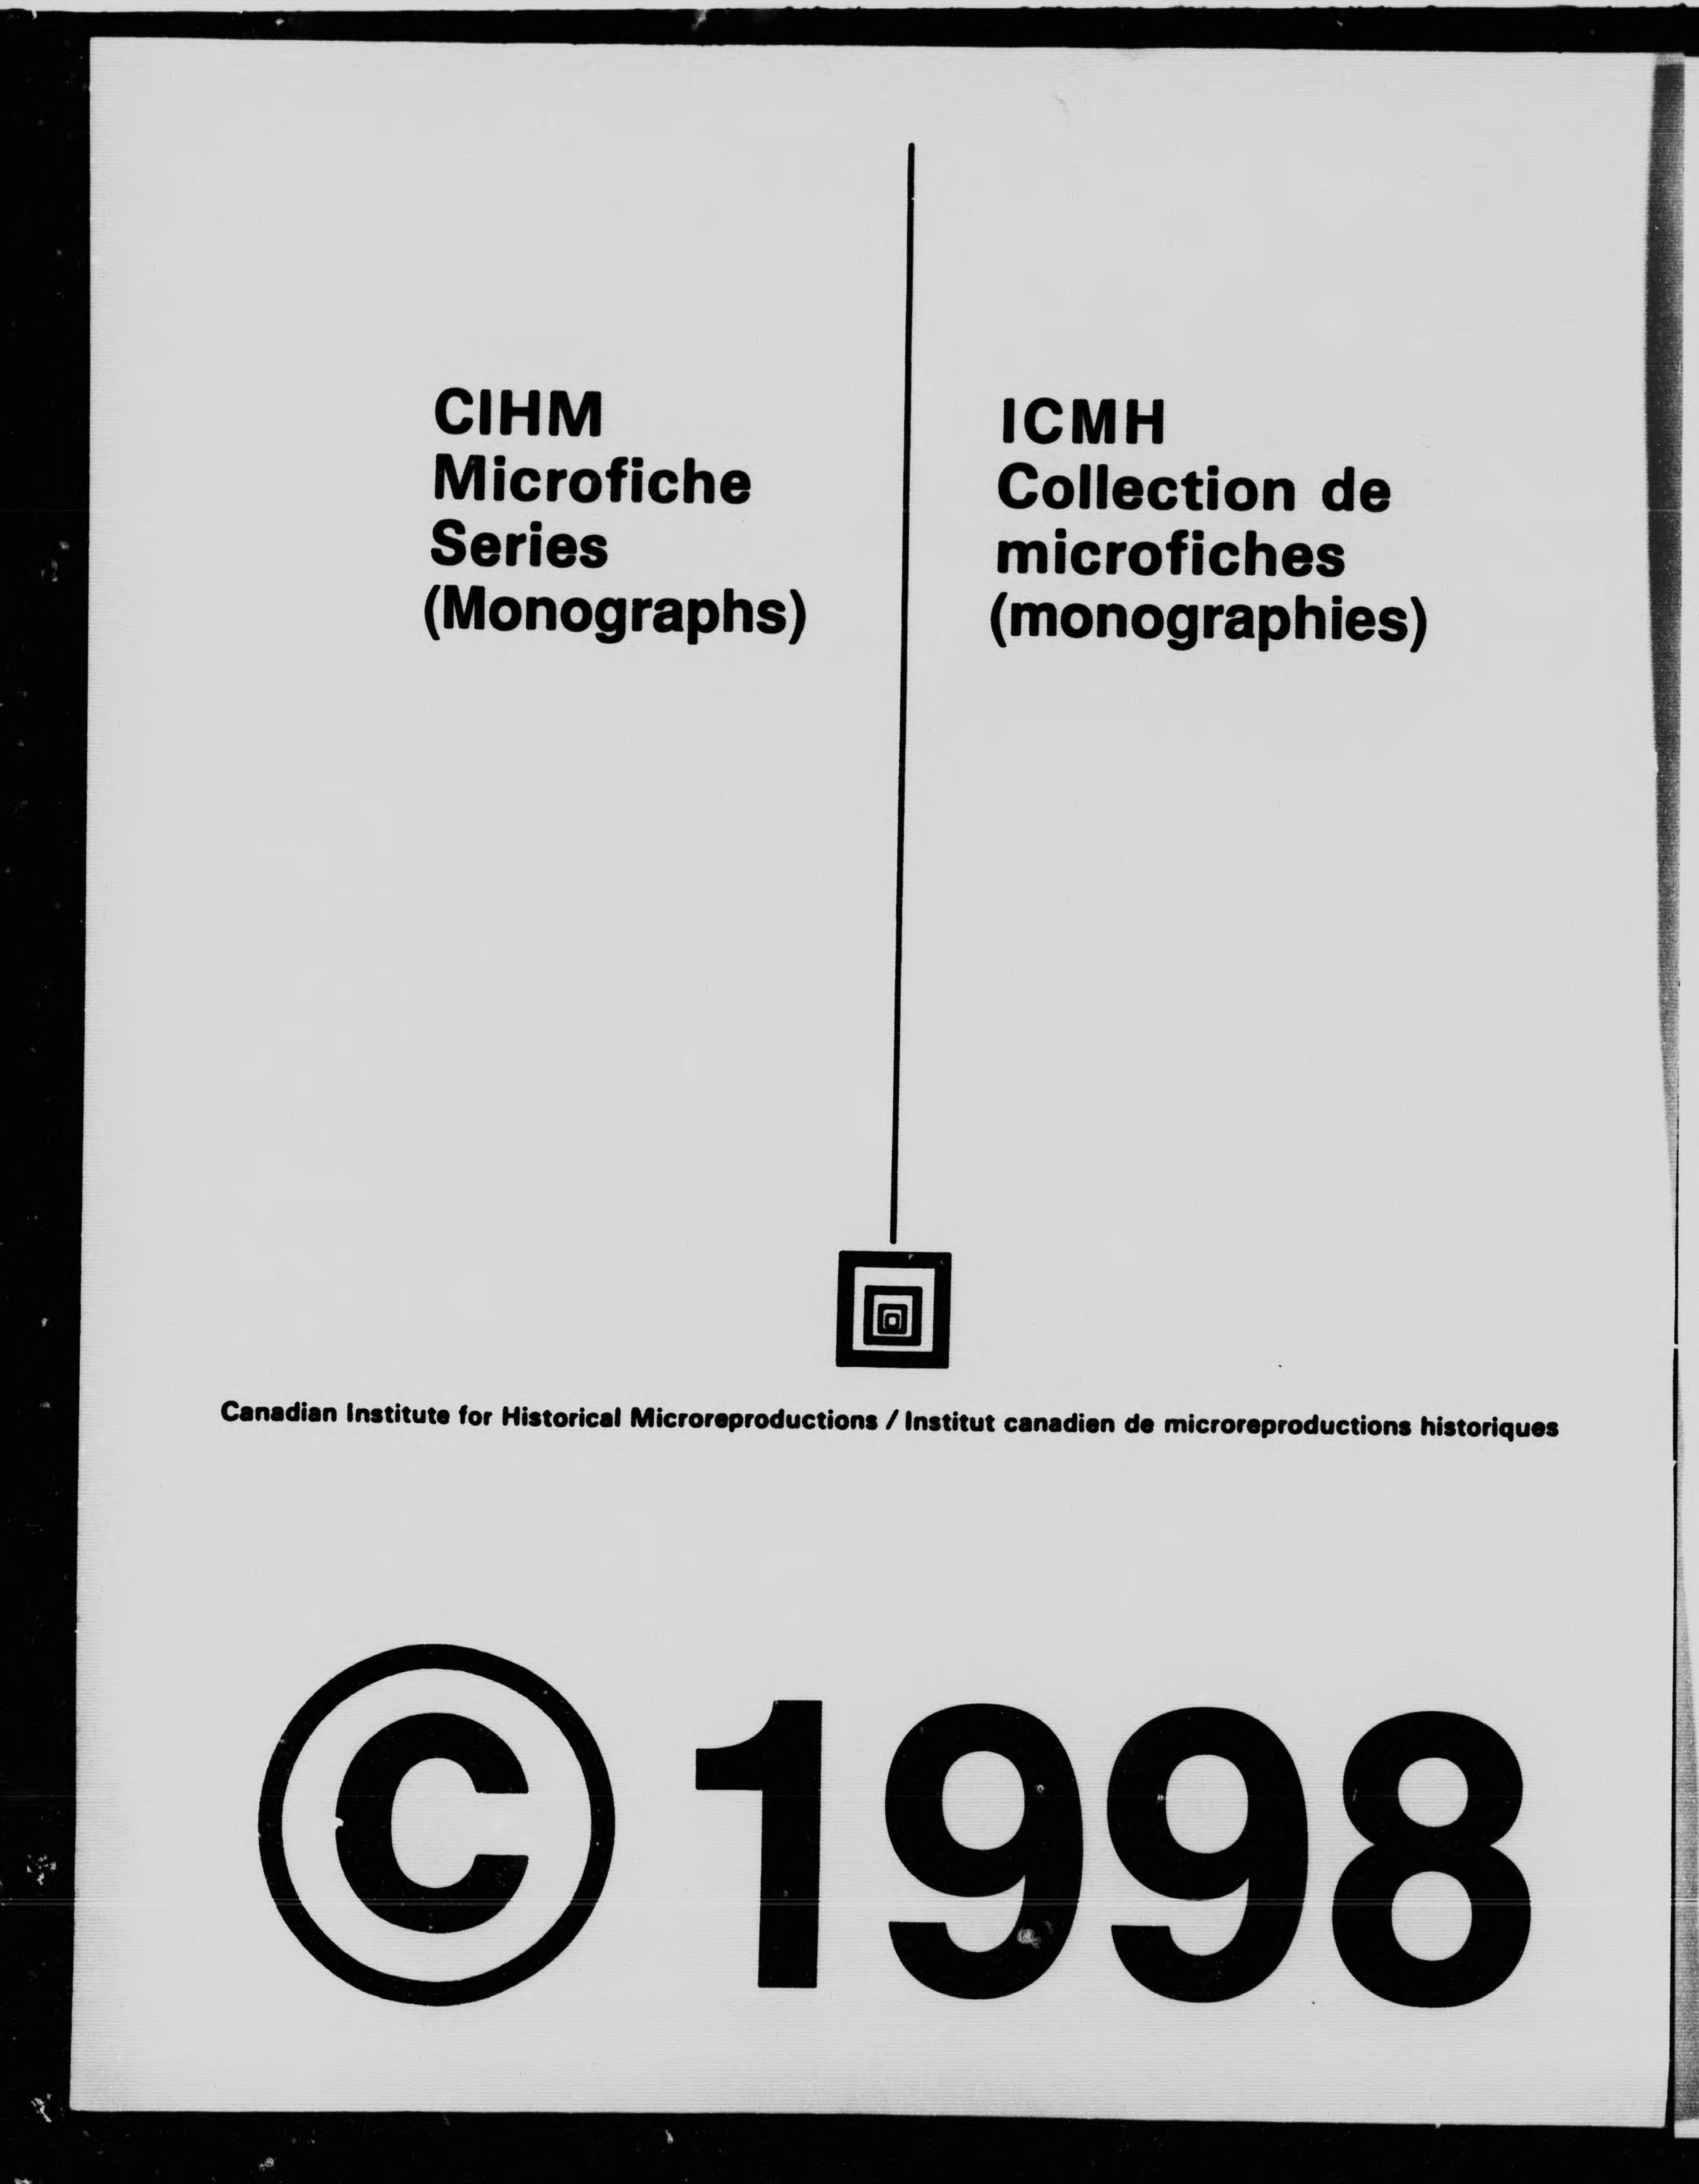 CIHM
Microfiche
Series
(Monographs)
ICMH
Collection de
microfiches
(monographies)
Canadian Institute for Historical Microreproductions / Institut canadien de microreproductions historiques
© 1998